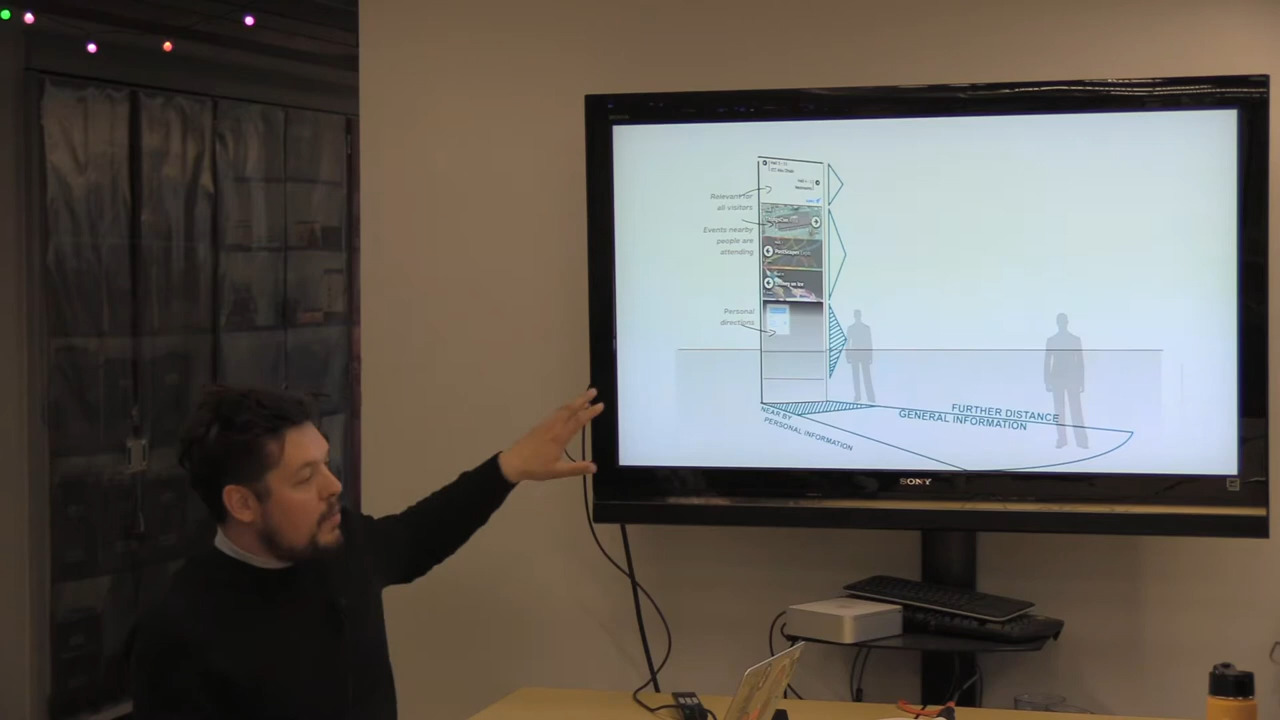 Relevant for
all visitors
Events nearby
people are
attending
Personal
directions
NEAR BY
PERSONAL INFORMATION
FURTHER DISTANCE
GENERAL INFORMATION
SONY